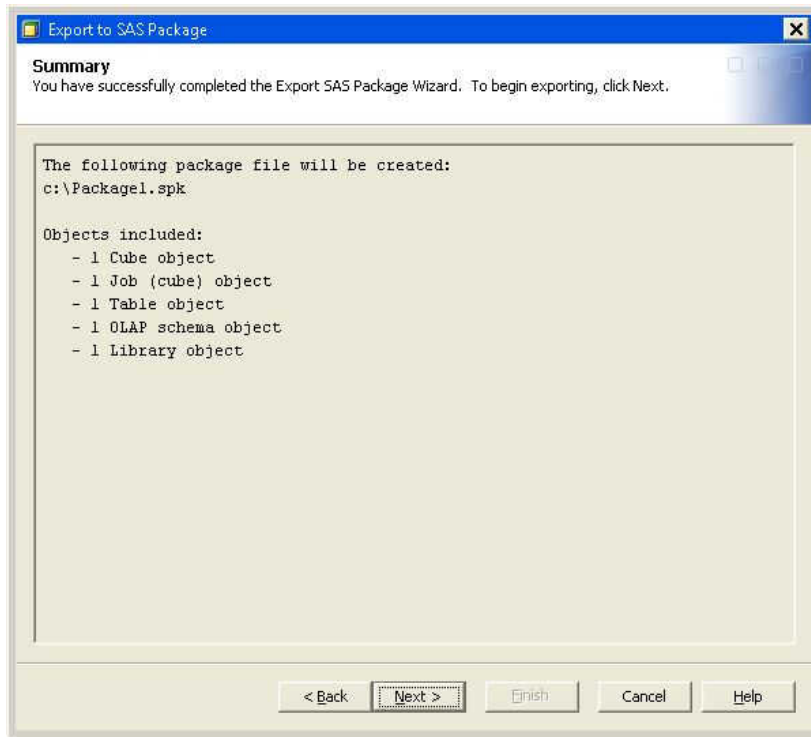 Export to SAS Package
Summary
You have successfully completed the Export SAS Package Wizard. To begin exporting, click Next.
The following package file will be created:
c:\Package1.spk
Objects included:
- 1 Cube object
- 1 Job (cube) object
- 1 Table object
- 1 OLAP schema object
- 1 Library object
< Back Next > Finish Cancel Help